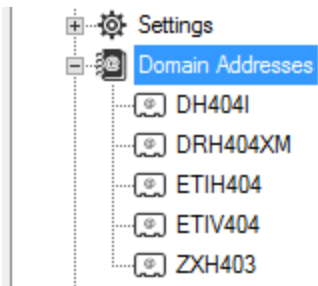 Settings
Domain Addresses
DH404I
DRH404XM
ETIH404
ETIV404
ZXH403